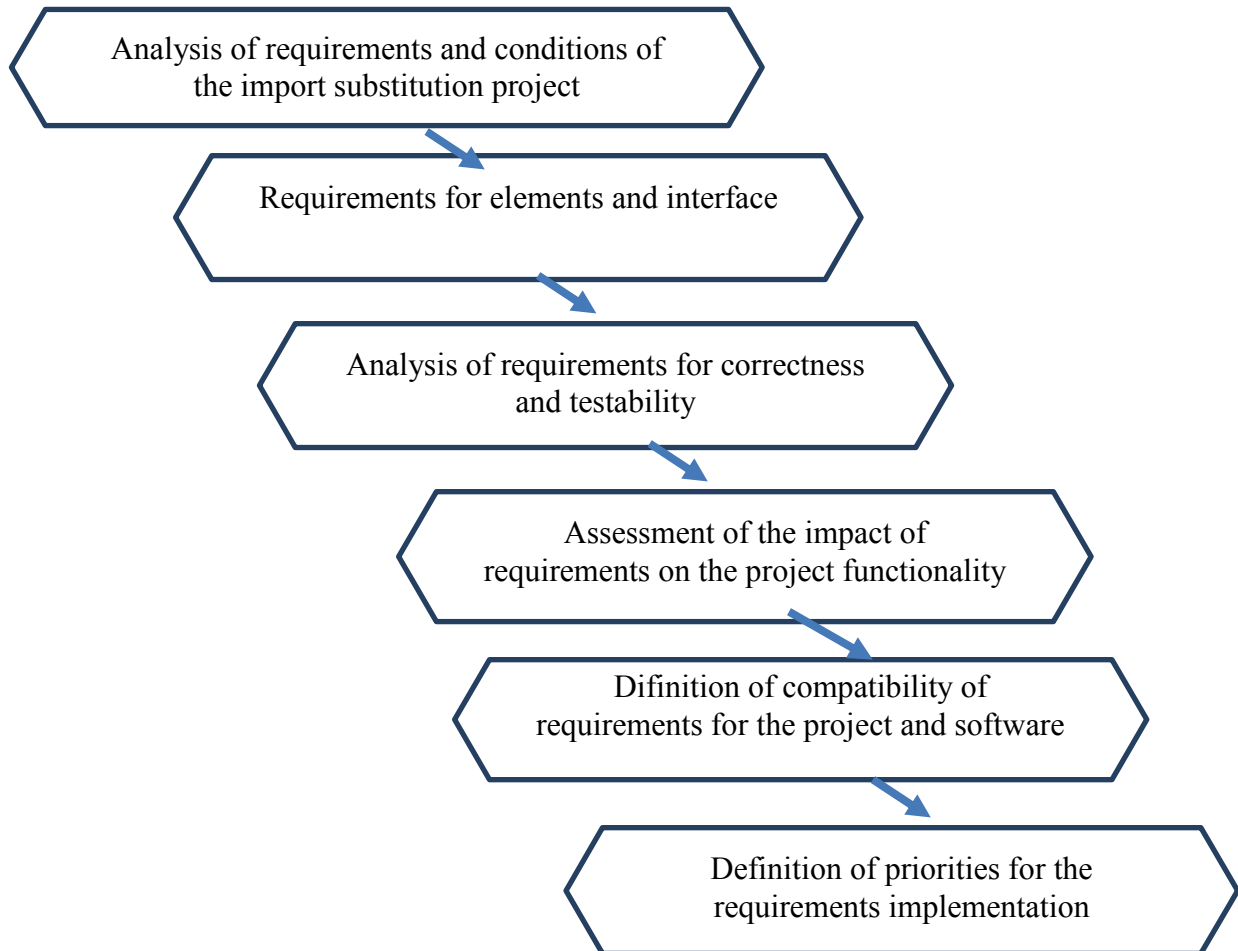 Analysis of requirements and conditions of
the import substitution project
Requirements for elements and interface
Analysis of requirements for correctness
and testability
Assessment of the impact of
requirements on the project functionality
Difinition of compatibility of
requirements for the project and software
Definition of priorities for the
requirements implementation